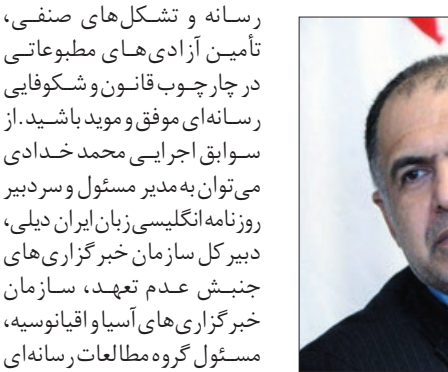 رسانه و تشکل‌های صنفی،
تأمین آزادی‌های مطبوعاتی
در چارچوب قانون و شکوفایی
رسانه‌ای موفق و موید باشید. از
سوابق اجرایی محمد خدادی
می‌توان به مدیر مسئول و سردبیر
روزنامه انگلیسی زبان ایران دیلی،
دبیر کل سازمان خبرگزاری‌های
جنبش عدم تعهد، سازمان
خبرگزاری‌های آسیا و اقیانوسیه،
مسئول گروه مطالعات رسانه‌ای